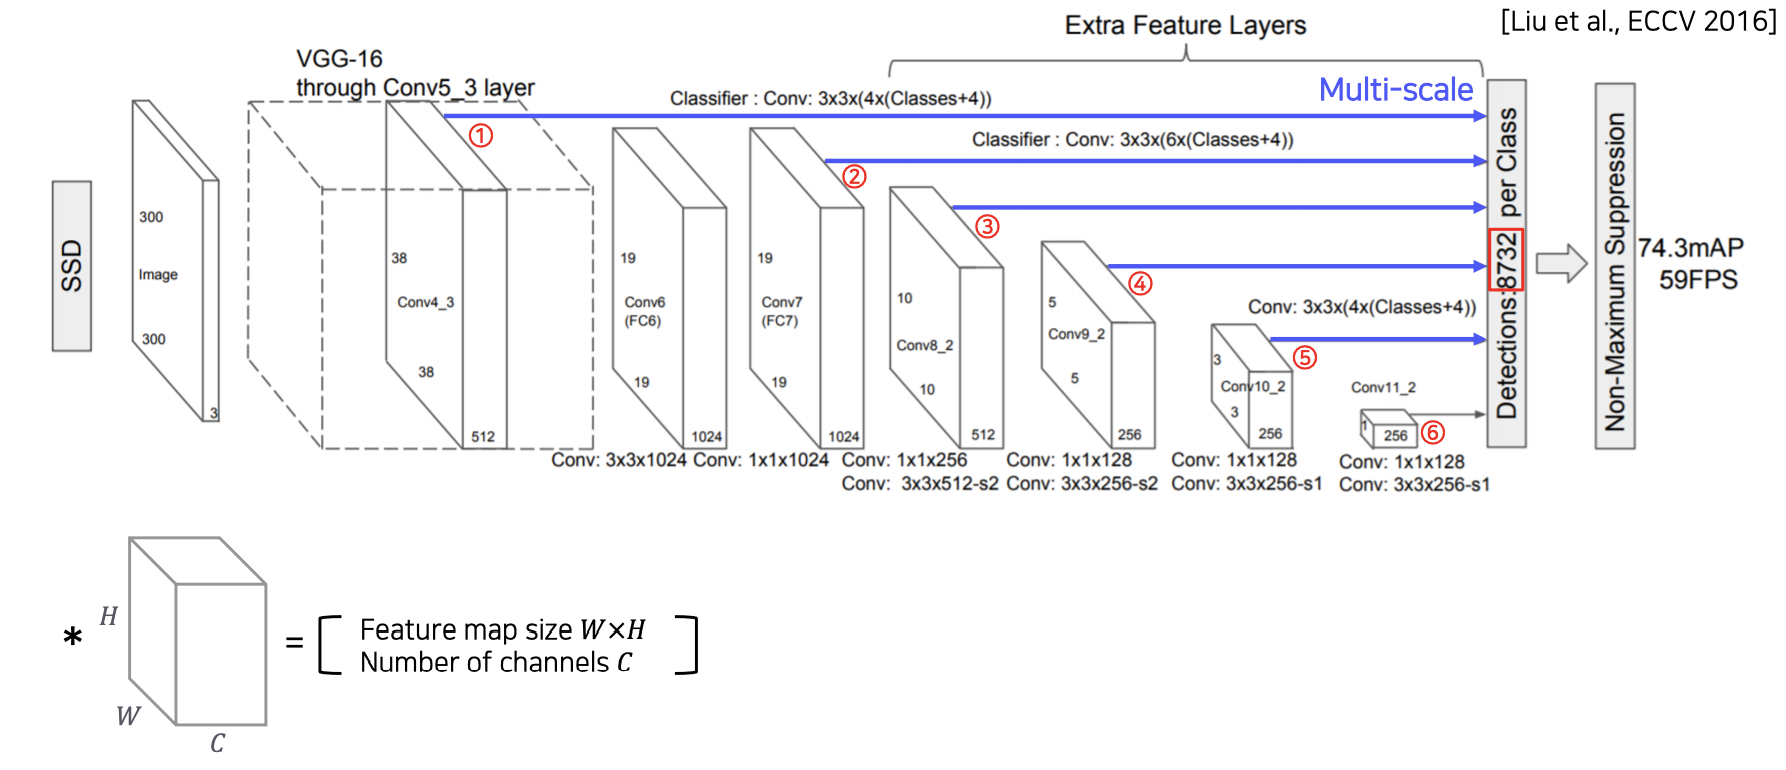 [Liu et al., ECCV 2016]
Extra Feature Layers
VGG-16
through Conv5_3 layer
Multi-scale
Classifier : Conv: 3x3x(4x(Classes+4))
Classifier : Conv: 3x3x(6x(Classes+4))
Conv: 3x3x(4x(Classes+4))
SSD
300
Image
300
3
①
38
Conv4_3
38
512
19
Conv6
(FC6)
19
1024
②
19
Conv7
(FC7)
19
1024
③
10
Conv8_2
10
512
④
5
Conv9_2
5
256
⑤
3
Conv10_2
3
256
Conv11_2
1
256
⑥
Conv: 3x3x1024
Conv: 1x1x1024
Conv: 1x1x256
Conv: 3x3x512-s2
Conv: 1x1x128
Conv: 3x3x256-s2
Conv: 1x1x128
Conv: 3x3x256-s1
Conv: 1x1x128
Conv: 3x3x256-s1
Detections:8732 per Class
Non-Maximum Suppression
74.3mAP
59FPS
*
H
W
C
=
Feature map size W×H
Number of channels C